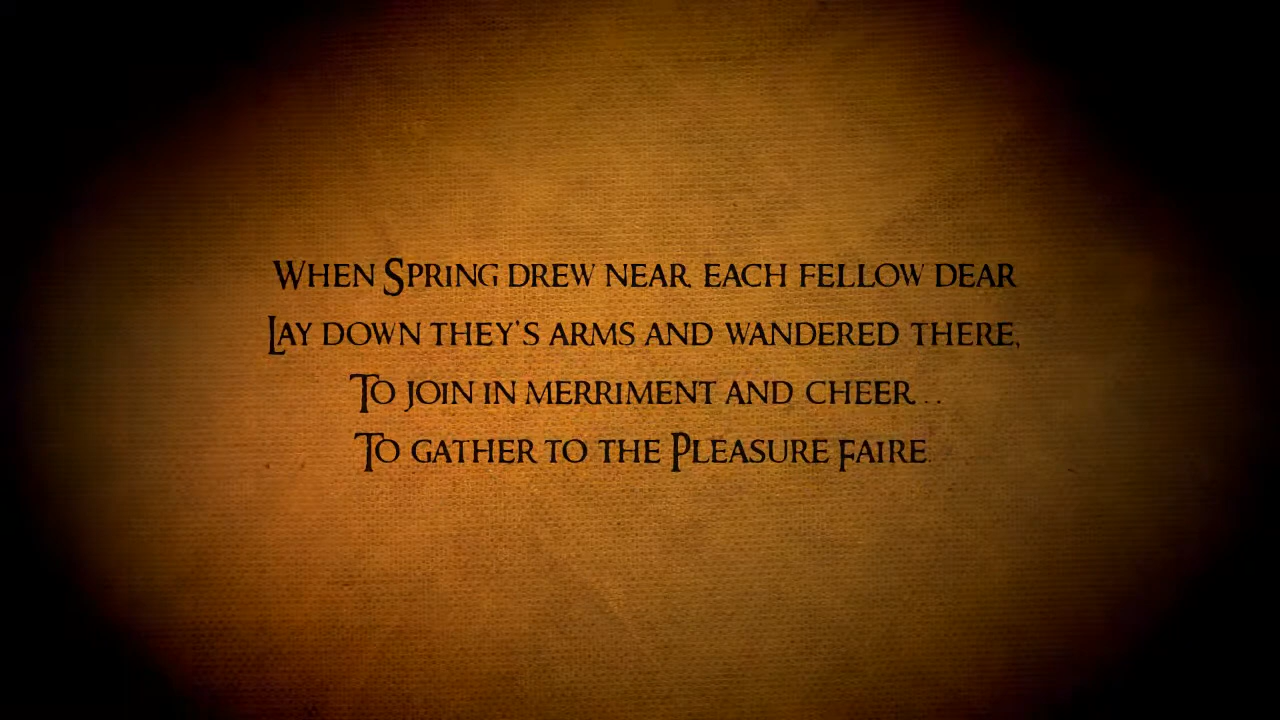 When Spring drew near, each fellow dear
Lay down they's arms and wandered there,
To join in merriment and cheer...
To gather to the Pleasure Faire.